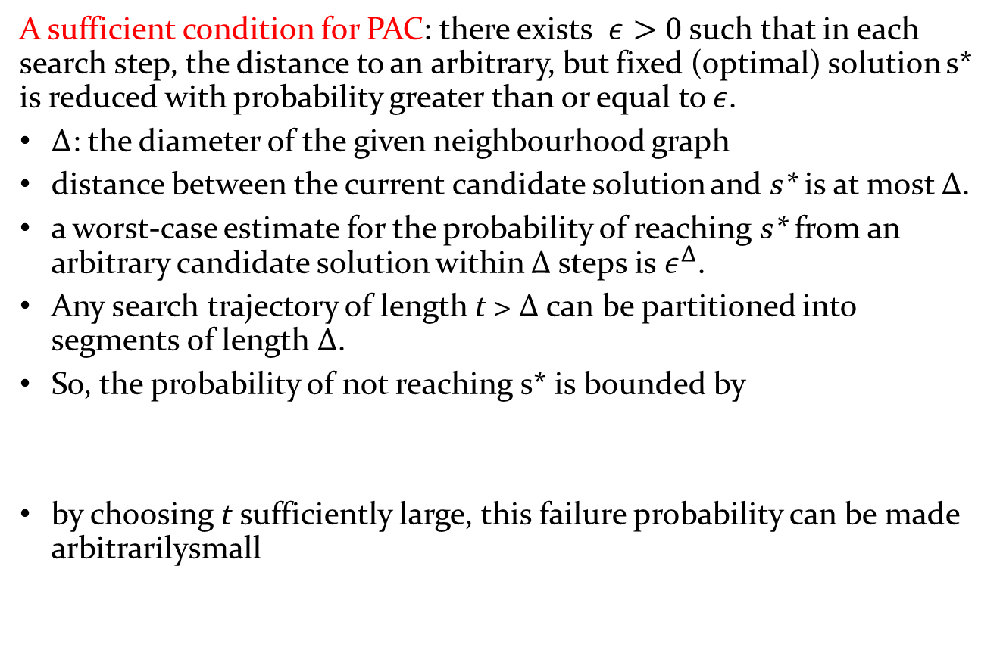 A sufficient condition for PAC: there exists ϵ > 0 such that in each
search step, the distance to an arbitrary, but fixed (optimal) solution s*
is reduced with probability greater than or equal to ϵ.
• Δ: the diameter of the given neighbourhood graph
• distance between the current candidate solution and s* is at most Δ.
• a worst-case estimate for the probability of reaching s* from an
arbitrary candidate solution within Δ steps is ϵ^Δ.
• Any search trajectory of length t > Δ can be partitioned into
segments of length Δ.
• So, the probability of not reaching s* is bounded by
• by choosing t sufficiently large, this failure probability can be made
arbitrarilysmall